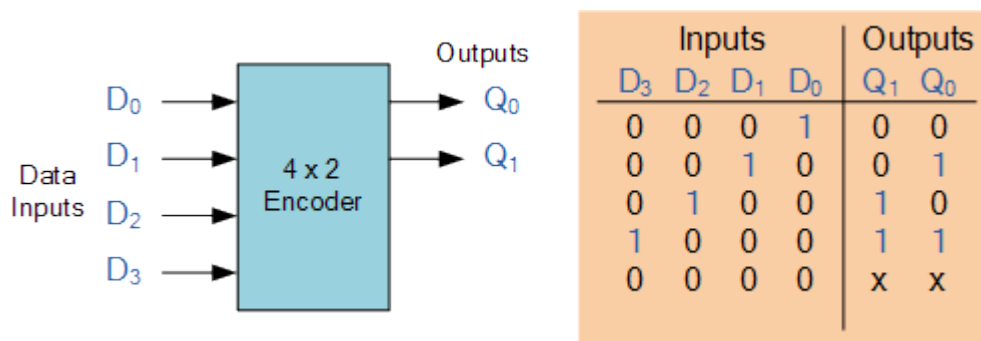 Outputs
D₀ Q₀
D₁ Q₁
Data
Inputs
4 x 2
Encoder
D₂
D₃
Inputs Outputs
D₃ D₂ D₁ D₀ Q₁ Q₀
0 0 0 1 0 0
0 0 1 0 0 1
0 1 0 0 1 0
1 0 0 0 1 1
0 0 0 0 x x